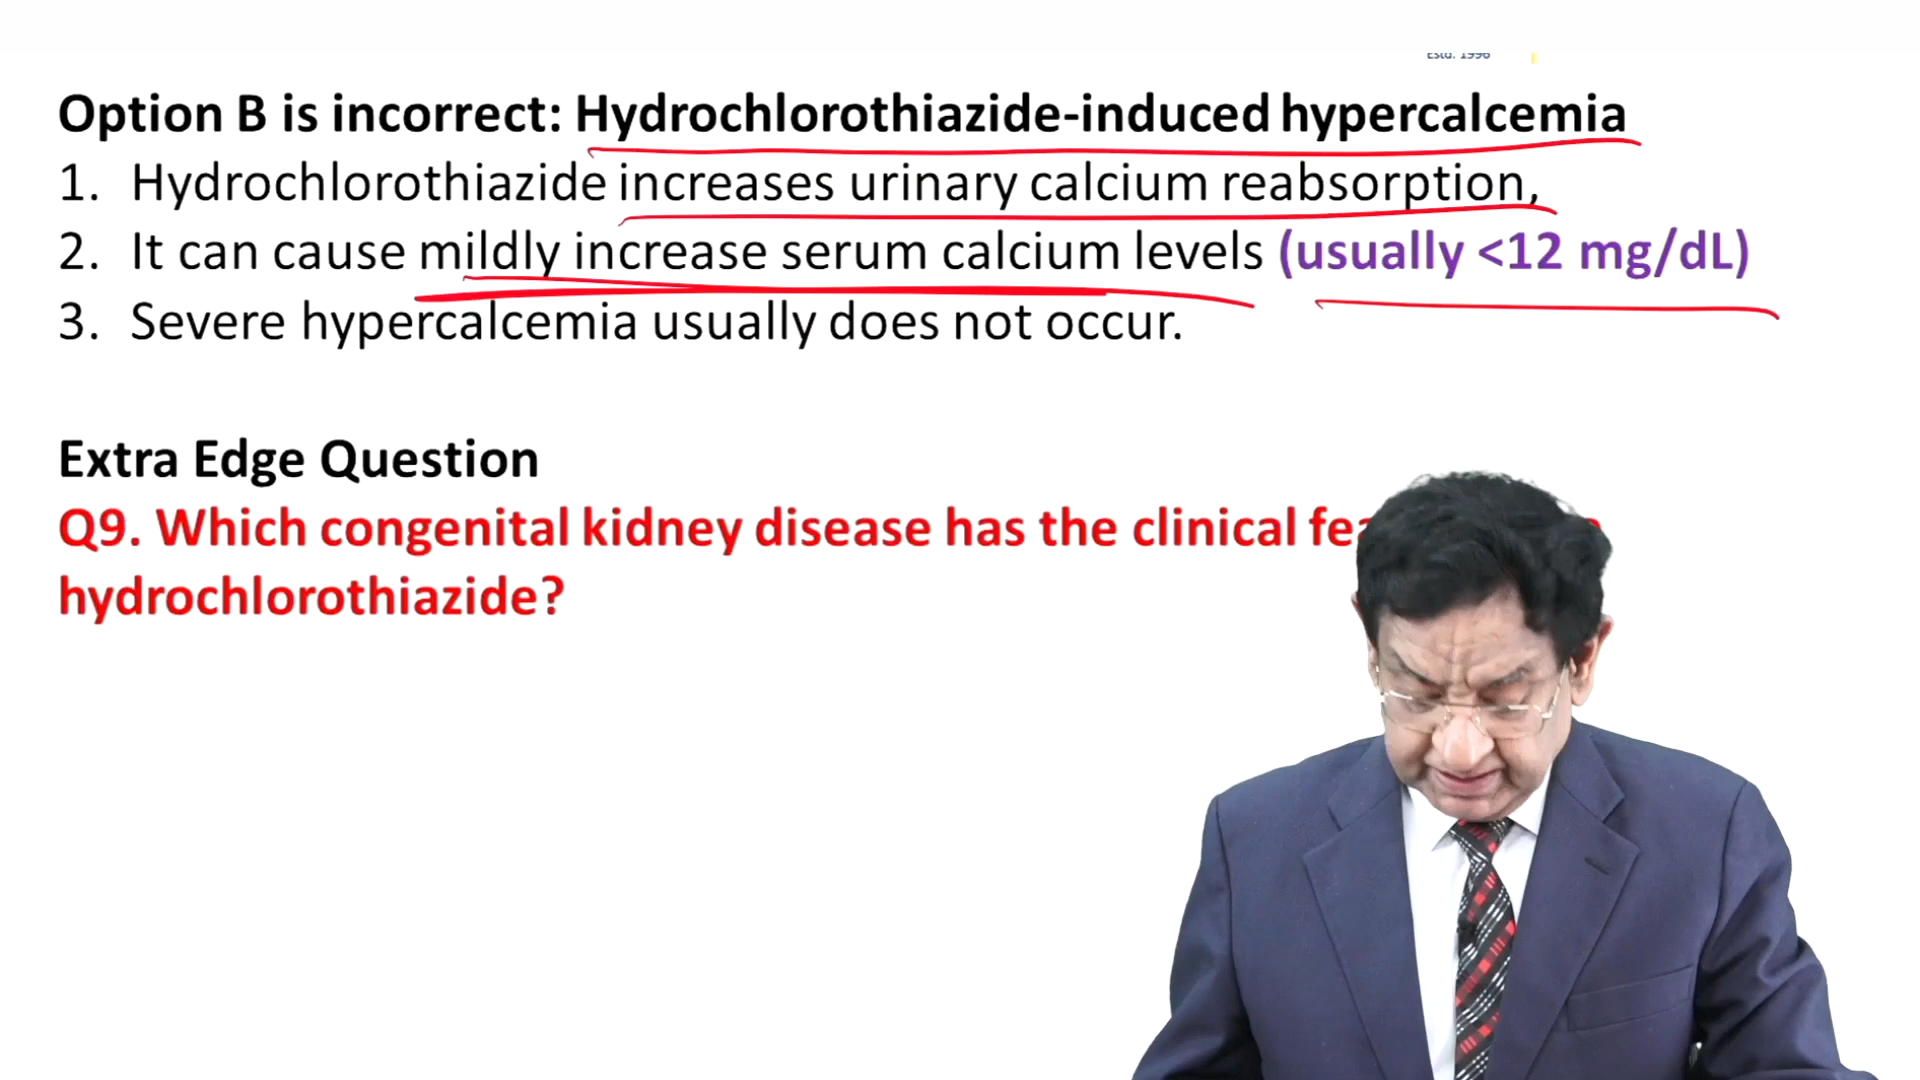 Estd. 1996
Option B is incorrect: Hydrochlorothiazide-induced hypercalcemia
1. Hydrochlorothiazide increases urinary calcium reabsorption,
2. It can cause mildly increase serum calcium levels (usually <12 mg/dL)
3. Severe hypercalcemia usually does not occur.
Extra Edge Question
Q9. Which congenital kidney disease has the clinical
hydrochlorothiazide?